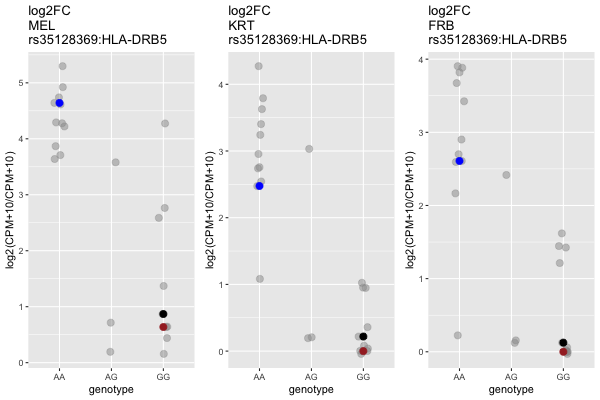 log2FC
MEL
rs35128369:HLA-DRB5
log2(CPM+10/CPM+10)
5
4
3
2
1
0
AA
AG
GG
genotype
log2FC
KRT
rs35128369:HLA-DRB5
log2(CPM+10/CPM+10)
4
3
2
1
0
AA
AG
GG
genotype
log2FC
FRB
rs35128369:HLA-DRB5
log2(CPM+10/CPM+10)
4
3
2
1
0
AA
AG
GG
genotype